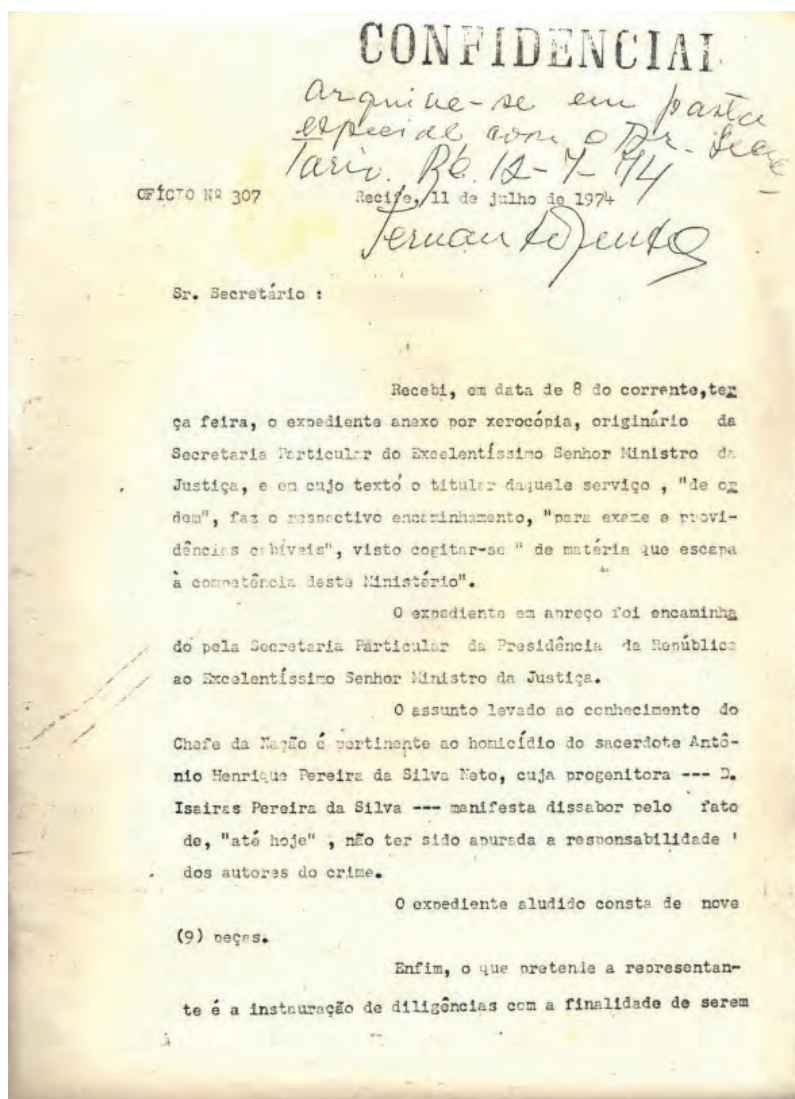 CONFIDENCIAL
arquive-se em pasta
especial com o Dr. Secre-
tario. Rfe. 12-7-74
OFÍCIO Nº 307 Recife, 11 de julho de 1974
Sr. Secretário :
Recebi, em data de 8 do corrente,ter
ça feira, o expediente anexo por xerocópia, originário da
Secretaria Particular do Excelentíssimo Senhor Ministro da
Justiça, e em cujo texto o titular daquele serviço , "de or
dem", faz o respectivo encaminhamento, "para exame e provi-
dências cabíveis", visto cogitar-se " de matéria que escapa
à competência deste Ministério".
O expediente em apreço foi encaminha
do pela Secretaria Particular da Presidência da República
ao Excelentíssimo Senhor Ministro da Justiça.
O assunto levado ao conhecimento do
Chefe da Nação é pertinente ao homicídio do sacerdote Antô-
nio Henrique Pereira da Silva Neto, cuja progenitora --- D.
Isairas Pereira da Silva --- manifesta dissabor pelo fato
de, "até hoje" , não ter sido apurada a responsabilidade '
dos autores do crime.
O expediente aludido consta de nove
(9) peças.
Enfim, o que pretende a representan-
te é a instauração de diligências com a finalidade de serem